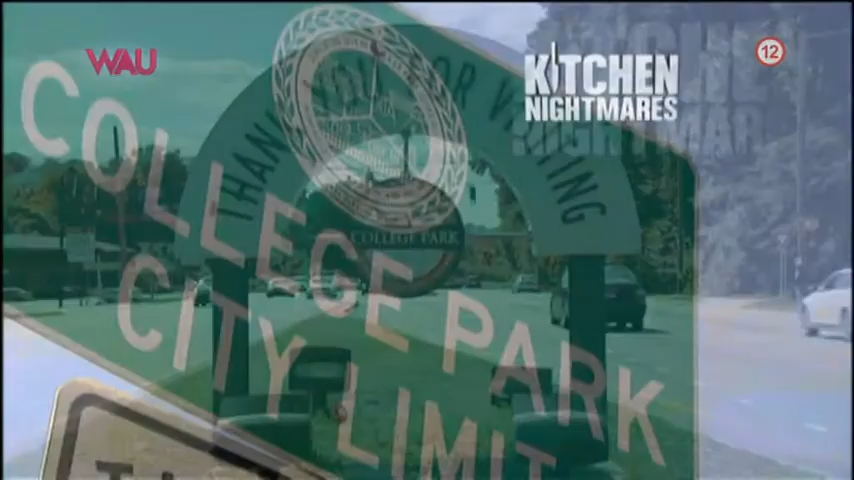 WAU
KITCHEN
NIGHTMARES
12
THANK YOU FOR VISITING
COLLEGE PARK
COLLEGE PARK
CITY LIMIT